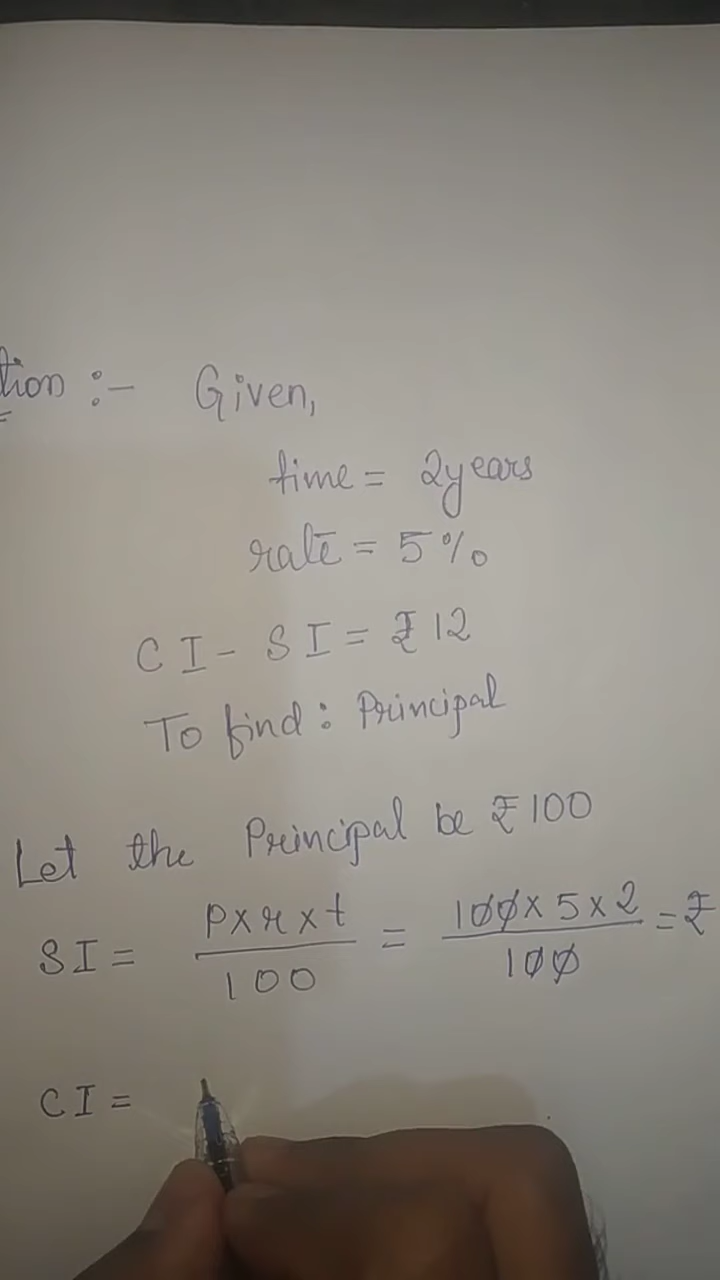 tion :- Given,
time = 2years
rate = 5%
CI - SI = ₹12
To find : Principal
Let the Principal be ₹100
SI = P×r×t/100 = 100×5×2/100 = ₹
CI =